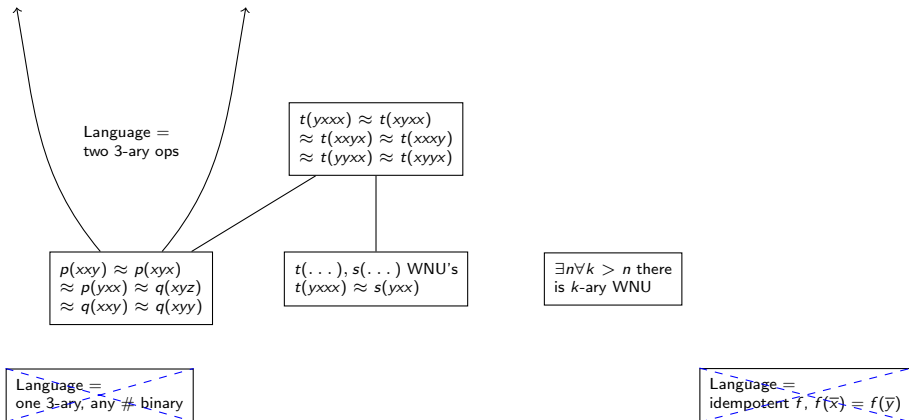 Language =
two 3-ary ops
t(yxxx) ≈ t(xyxx)
≈ t(xxyx) ≈ t(xxxy)
≈ t(yyxx) ≈ t(xyyx)
p(xxy) ≈ p(xyx)
≈ p(yxx) ≈ q(xyz)
≈ q(xxy) ≈ q(xyy)
t(...), s(...) WNU's
t(yxxx) ≈ s(yxx)
∃n∀k > n there
is k-ary WNU
Language =
one 3-ary, any # binary
Language =
idempotent f, f(x̅) = f(y̅)